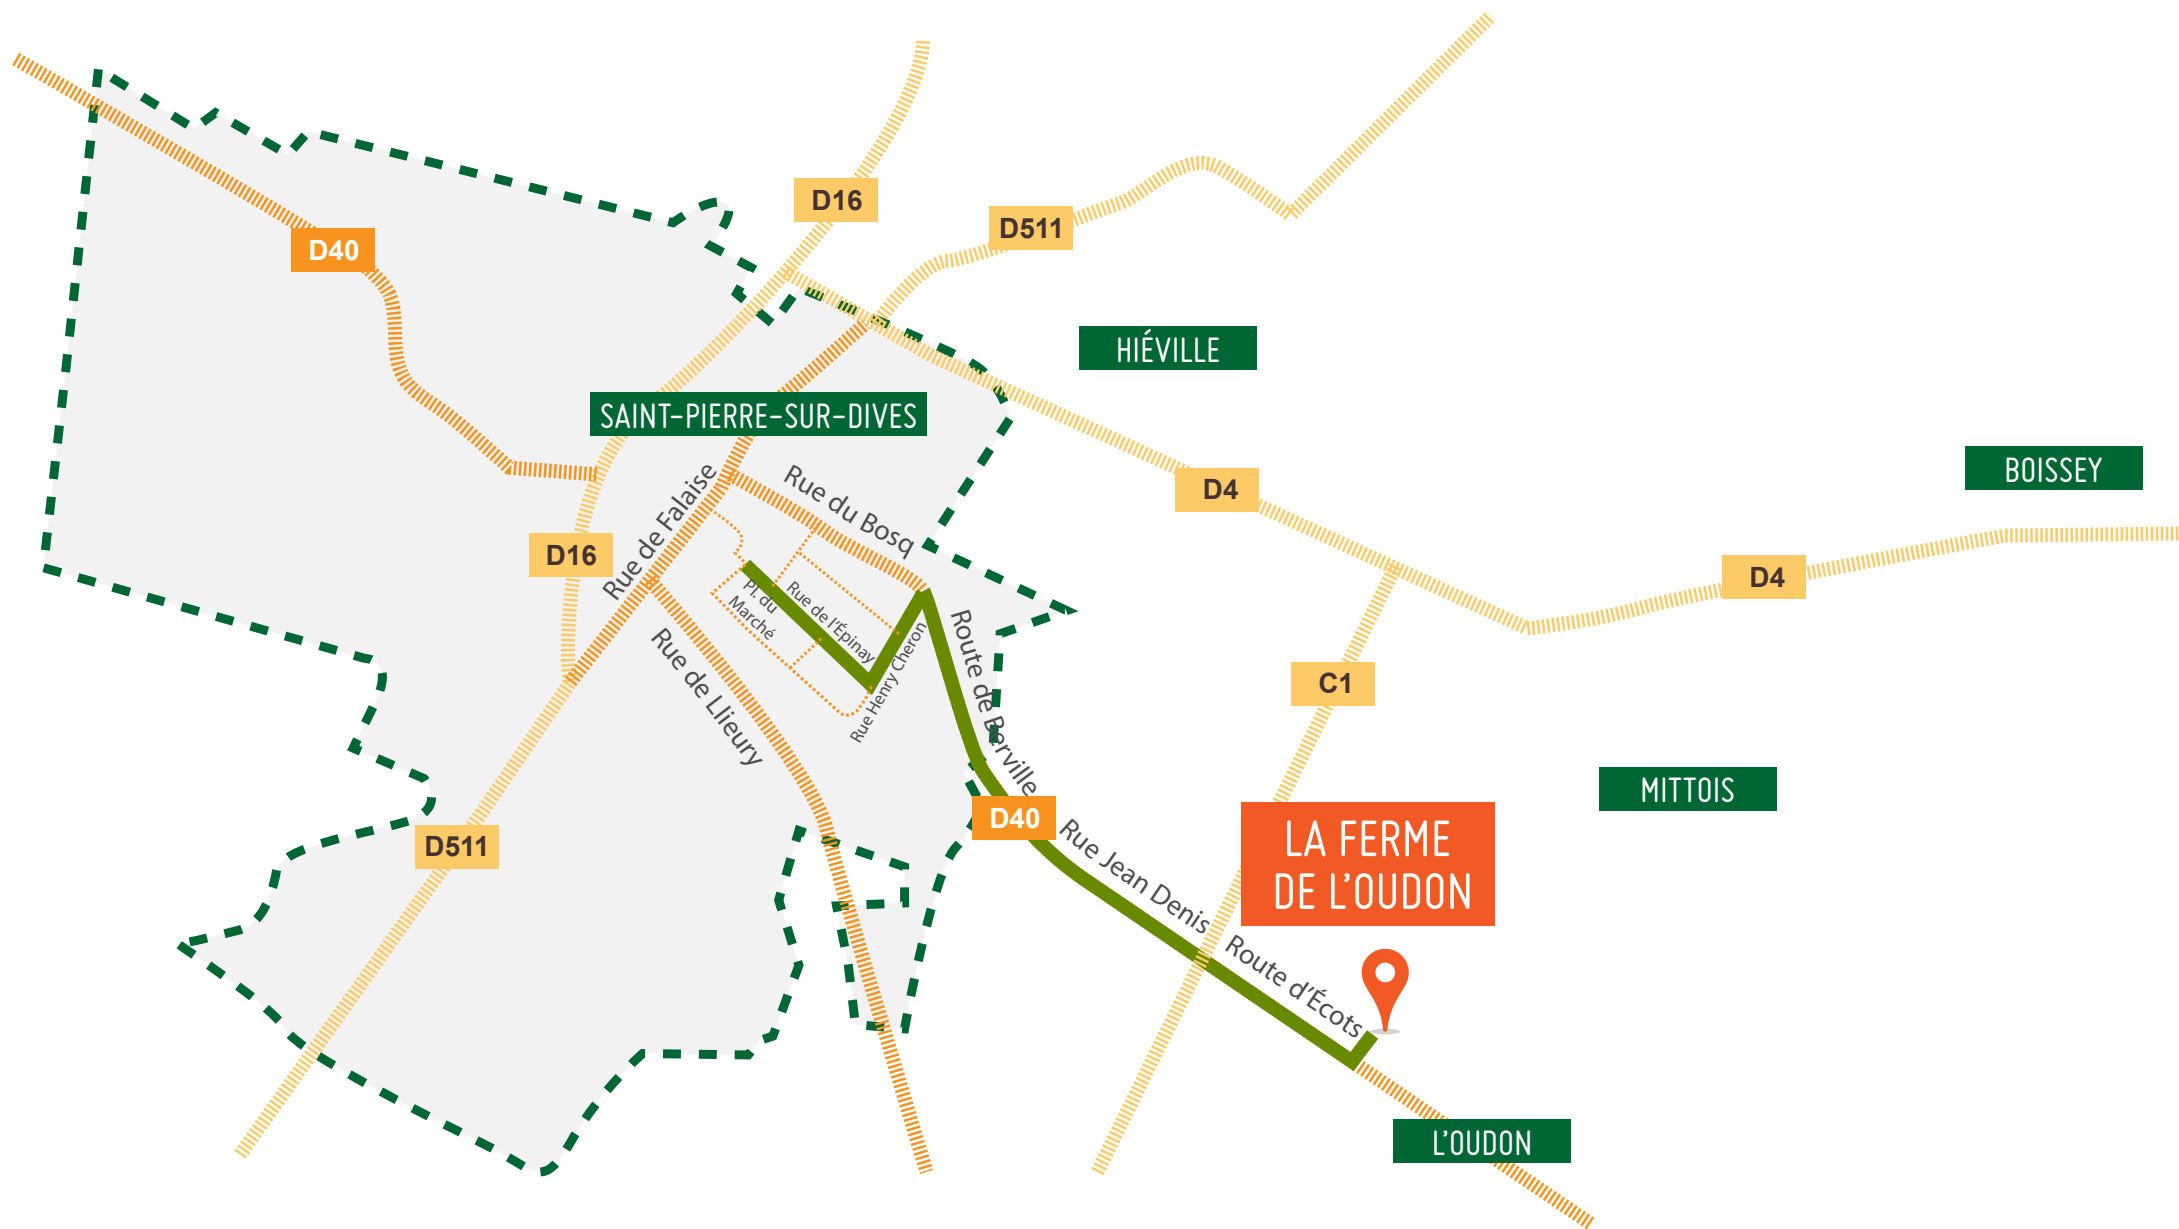 D16
D511
D40
HIÉVILLE
SAINT-PIERRE-SUR-DIVES
BOISSEY
D4
Rue du Bosq
Rue de Falaise
D16
D4
Pl. du
Marché
Rue de l'Épinay
Rue Henry Cheron
Rue de Llieury
Route de Berville
C1
MITTOIS
D40
D511
Rue Jean Denis
LA FERME
DE L'OUDON
Route d'Écots
L'OUDON